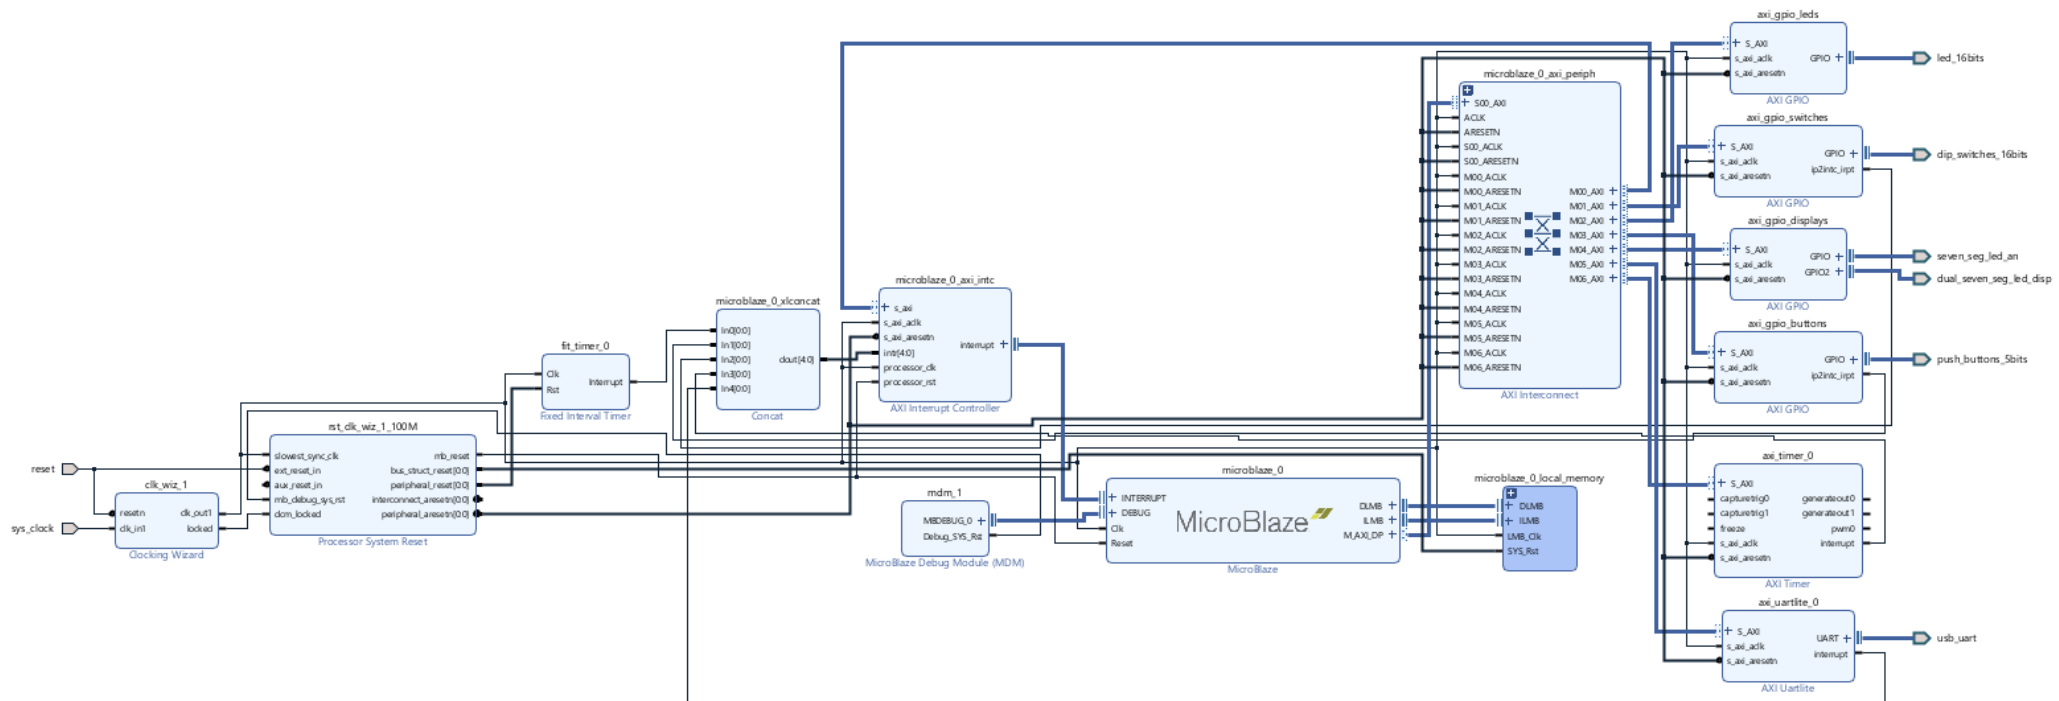 reset
sys_clock
clk_wiz_1
resetn
clk_in1
clk_out1
locked
Clocking Wizard
rst_clk_wiz_1_100M
slowest_sync_clk
ext_reset_in
aux_reset_in
mb_debug_sys_rst
dcm_locked
mb_reset
bus_struct_reset[0:0]
peripheral_reset[0:0]
interconnect_aresetn[0:0]
peripheral_aresetn[0:0]
Processor System Reset
fit_timer_0
Clk
Rst
Interrupt
Fixed Interval Timer
microblaze_0_xlconcat
In0[0:0]
In1[0:0]
In2[0:0]
In3[0:0]
In4[0:0]
dout[4:0]
Concat
microblaze_0_axi_intc
s_axi
s_axi_aclk
s_axi_aresetn
intr[4:0]
processor_clk
processor_rst
interrupt
AXI Interrupt Controller
mdm_1
MBDEBUG_0
Debug_SYS_Rst
MicroBlaze Debug Module (MDM)
microblaze_0
INTERRUPT
DEBUG
Clk
Reset
MicroBlaze
DLMB
ILMB
M_AXI_DP
MicroBlaze
microblaze_0_local_memory
DLMB
ILMB
LMB_Clk
SYS_Rst
microblaze_0_axi_periph
S00_AXI
ACLK
ARESETN
S00_ACLK
S00_ARESETN
M00_ACLK
M00_ARESETN
M01_ACLK
M01_ARESETN
M02_ACLK
M02_ARESETN
M03_ACLK
M03_ARESETN
M04_ACLK
M04_ARESETN
M05_ACLK
M05_ARESETN
M06_ACLK
M06_ARESETN
M00_AXI
M01_AXI
M02_AXI
M03_AXI
M04_AXI
M05_AXI
M06_AXI
AXI Interconnect
axi_gpio_leds
S_AXI
s_axi_aclk
s_axi_aresetn
GPIO
AXI GPIO
led_16bits
axi_gpio_switches
S_AXI
s_axi_aclk
s_axi_aresetn
GPIO
ip2intc_irpt
AXI GPIO
dip_switches_16bits
axi_gpio_displays
S_AXI
s_axi_aclk
s_axi_aresetn
GPIO
GPIO2
AXI GPIO
seven_seg_led_an
dual_seven_seg_led_disp
axi_gpio_buttons
S_AXI
s_axi_aclk
s_axi_aresetn
GPIO
ip2intc_irpt
AXI GPIO
push_buttons_5bits
axi_timer_0
S_AXI
capturetrig0
capturetrig1
freeze
s_axi_aclk
s_axi_aresetn
generateout0
generateout1
pwm0
interrupt
AXI Timer
axi_uartlite_0
S_AXI
s_axi_aclk
s_axi_aresetn
UART
interrupt
AXI Uartlite
usb_uart